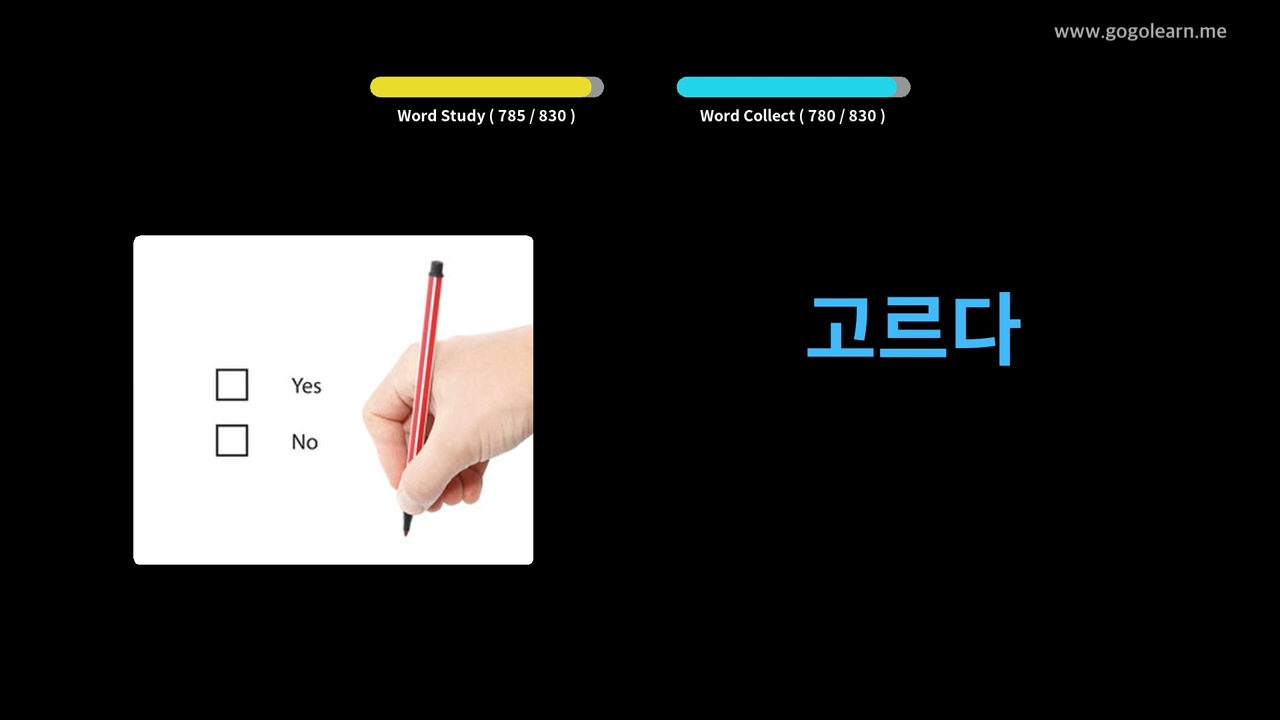 www.gogolearn.me
Word Study ( 785 / 830 )
Word Collect ( 780 / 830 )
Yes
No
고르다